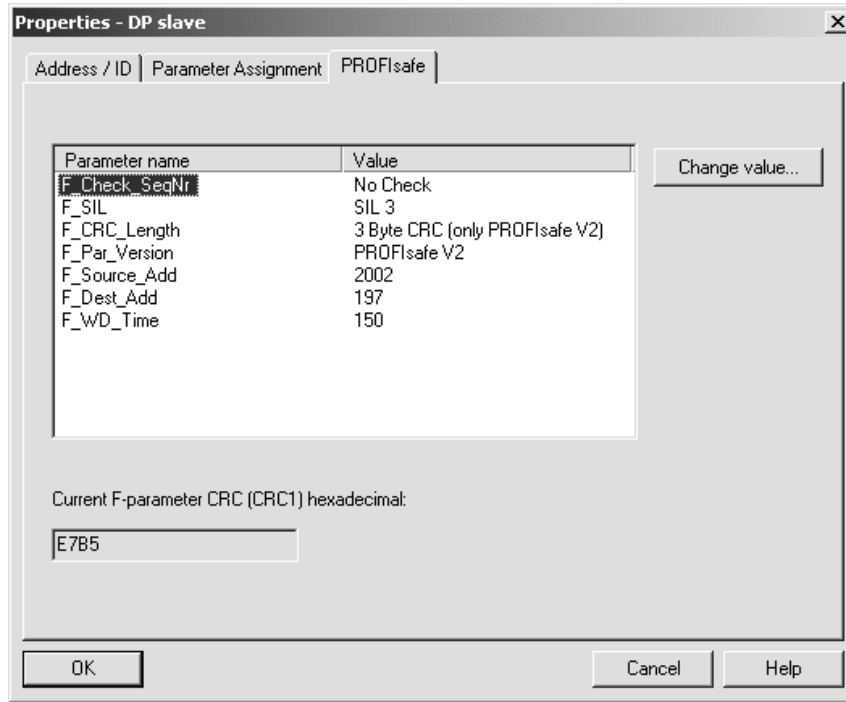 Properties - DP slave
Address / ID Parameter Assignment PROFIsafe
Parameter name Value
F_Check_SeqNr No Check
F_SIL SIL 3
F_CRC_Length 3 Byte CRC (only PROFIsafe V2)
F_Par_Version PROFIsafe V2
F_Source_Add 2002
F_Dest_Add 197
F_WD_Time 150
Change value...
Current F-parameter CRC (CRC1) hexadecimal:
E7B5
OK Cancel Help